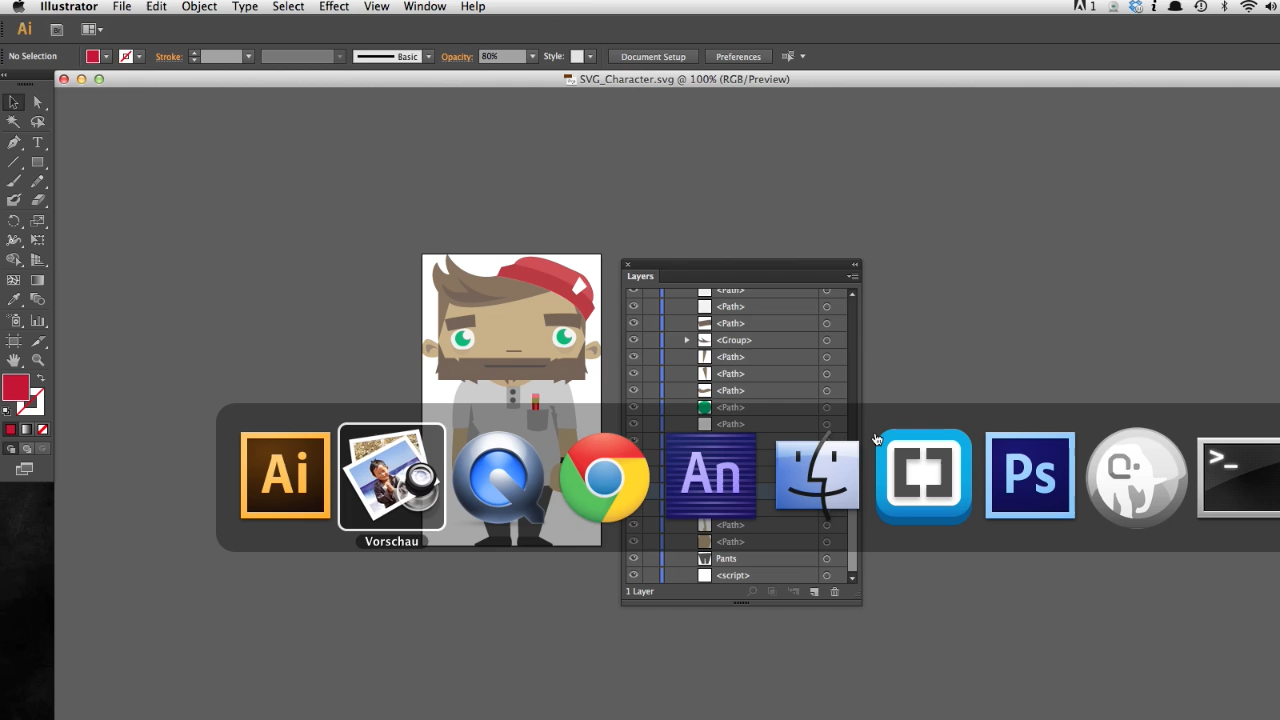 Illustrator File Edit Object Type Select Effect View Window Help
1
Ai Br
No Selection Stroke: Basic Opacity: 80% Style: Document Setup Preferences
SVG_Character.svg @ 100% (RGB/Preview)
Layers
<Path>
<Path>
<Path>
<Group>
<Path>
<Path>
<Path>
<Path>
<Path>
Ai An Ps >_
<Path>
Vorschau <Path>
Pants
<script>
1 Layer